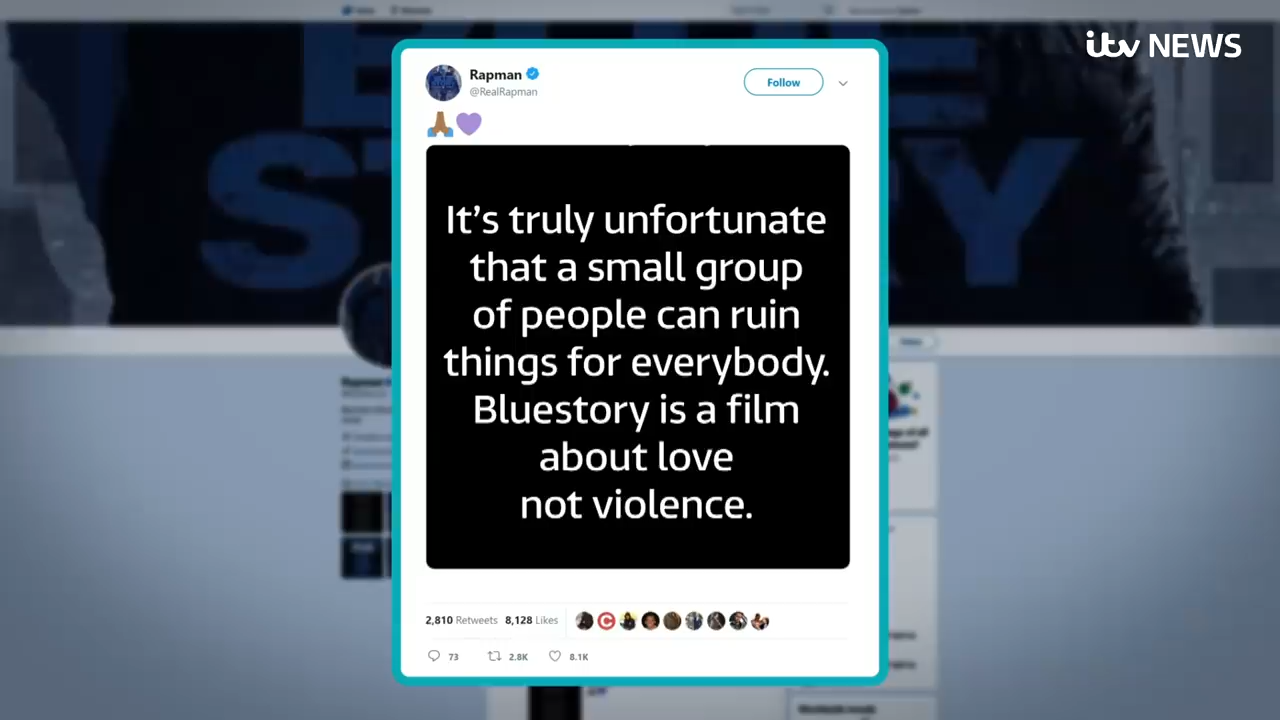 itv NEWS
Rapman
@RealRapman
Follow
It's truly unfortunate
that a small group
of people can ruin
things for everybody.
Bluestory is a film
about love
not violence.
2,810 Retweets 8,128 Likes
73 2.8K 8.1K
STORY